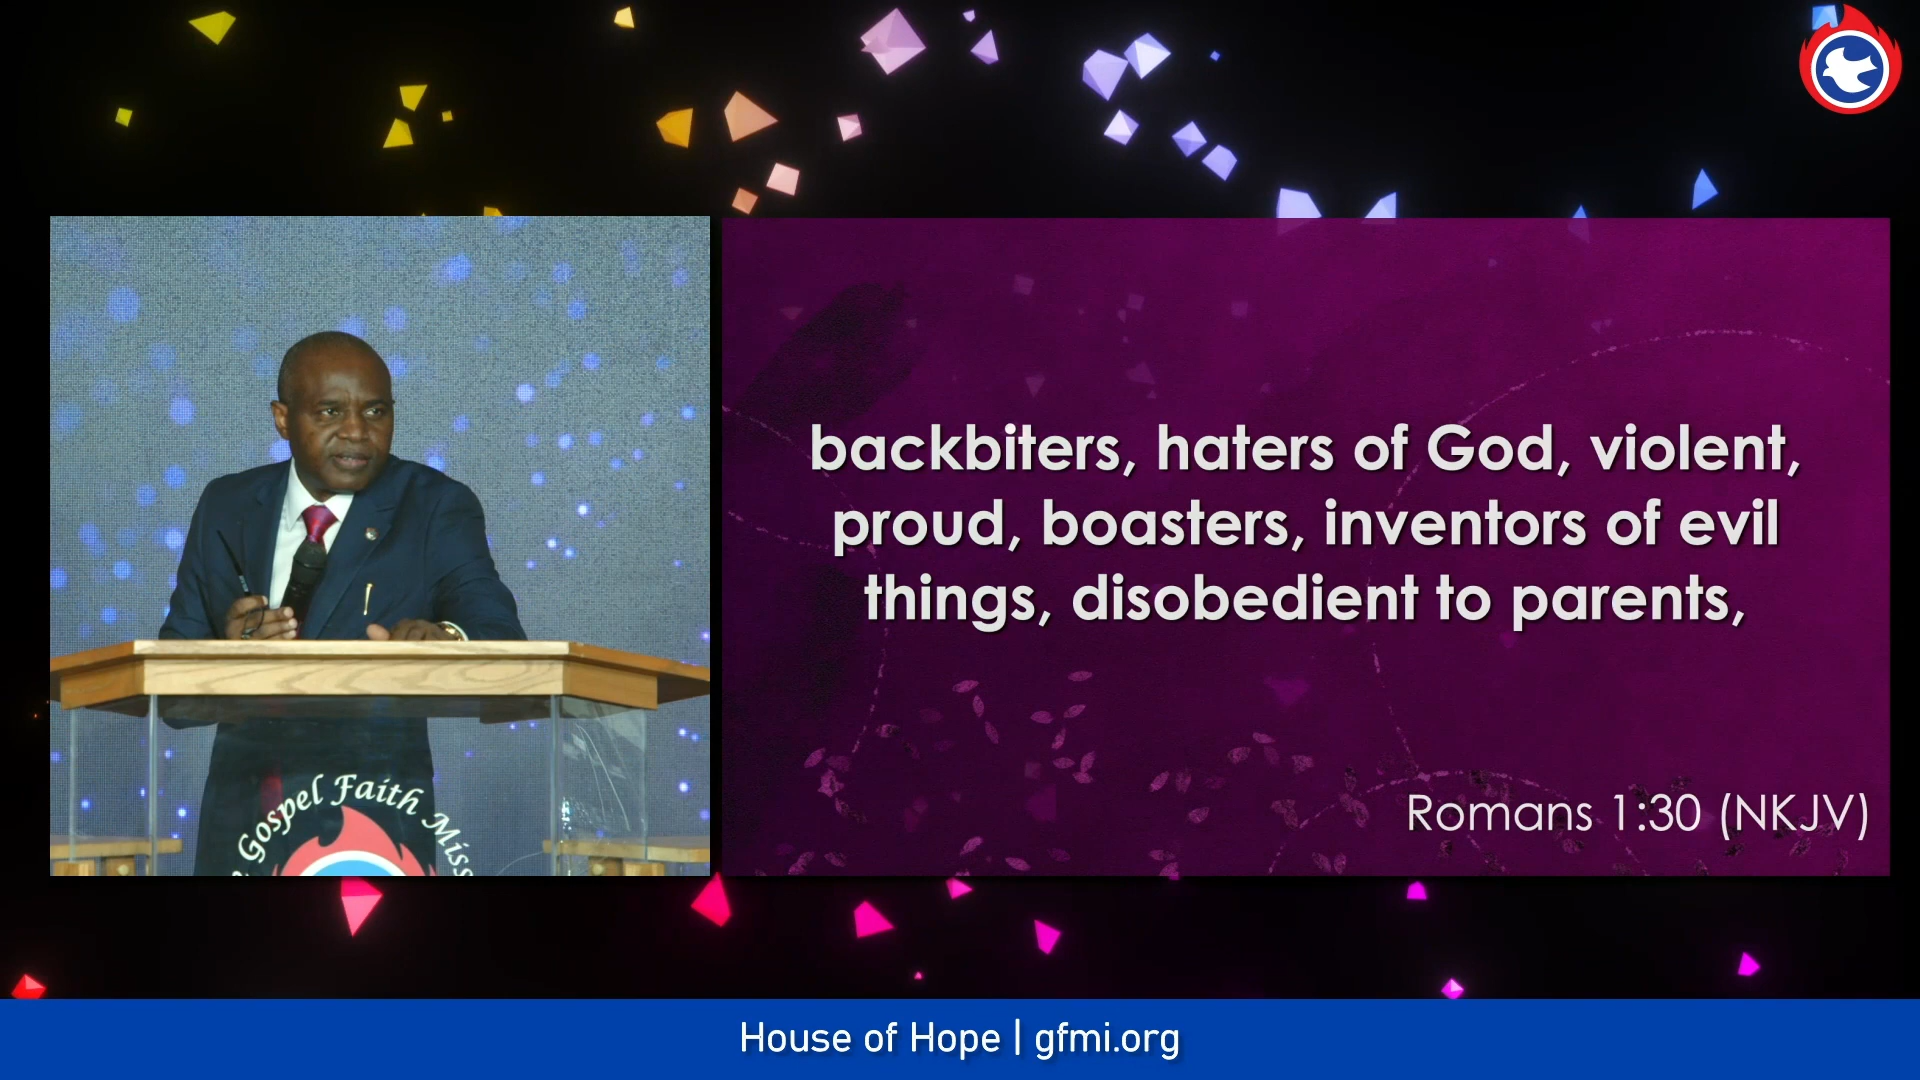 backbiters, haters of God, violent,
proud, boasters, inventors of evil
things, disobedient to parents,
Romans 1:30 (NKJV)
Gospel Faith
House of Hope | gfmi.org